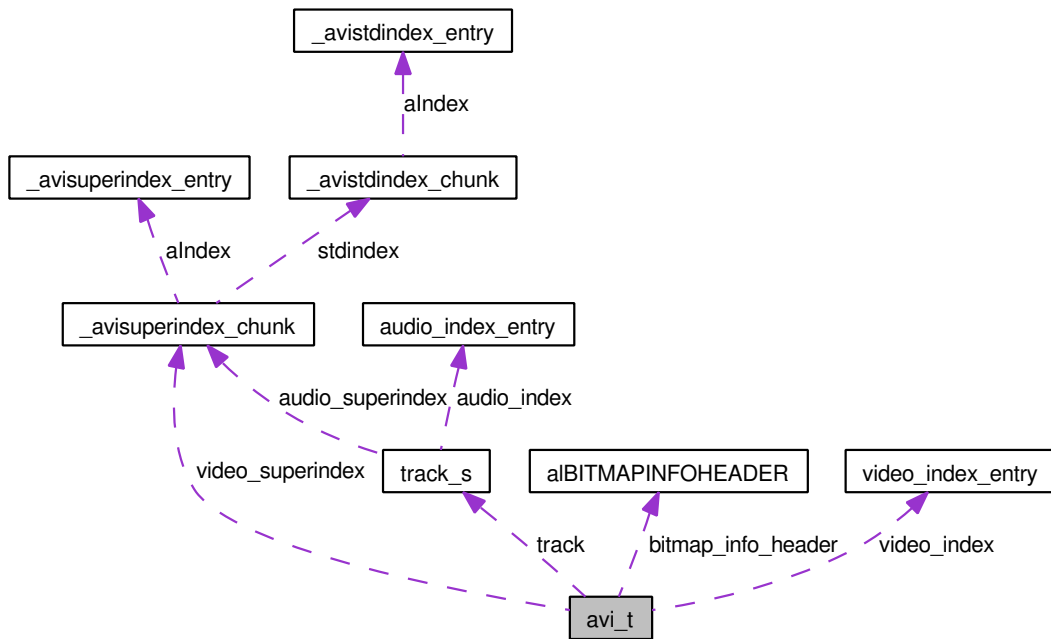 _avistdindex_entry
aIndex
_avisuperindex_entry
_avistdindex_chunk
aIndex
stdindex
_avisuperindex_chunk
audio_index_entry
audio_superindex
audio_index
video_superindex
track_s
alBITMAPINFOHEADER
video_index_entry
track
bitmap_info_header
video_index
avi_t